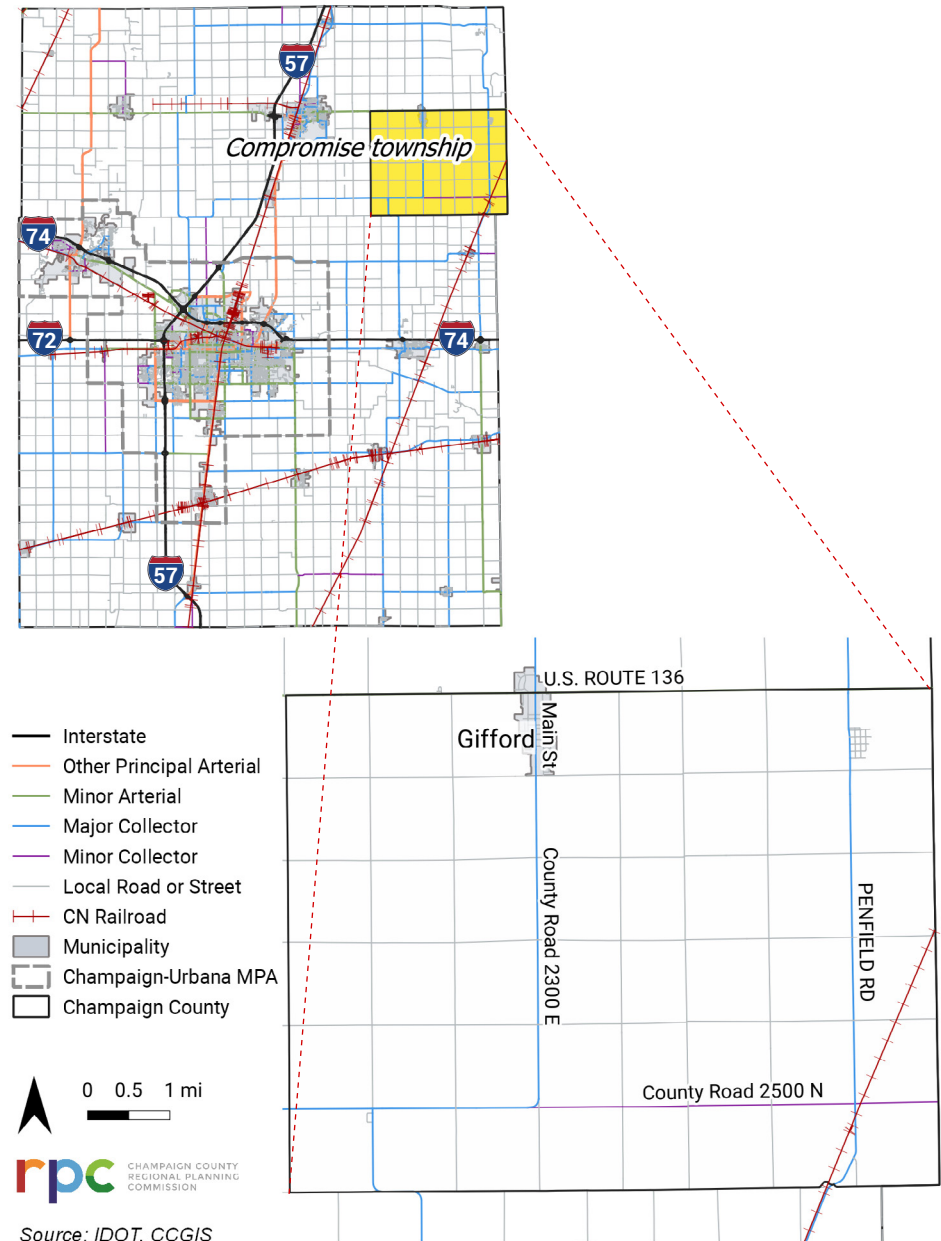 57
Compromise township
74
72
74
57
U.S. ROUTE 136
Main St
Gifford
County Road 2300 E
PENFIELD RD
County Road 2500 N
Interstate
Other Principal Arterial
Minor Arterial
Major Collector
Minor Collector
Local Road or Street
CN Railroad
Municipality
Champaign-Urbana MPA
Champaign County
0 0.5 1 mi
rpc
CHAMPAIGN COUNTY
REGIONAL PLANNING
COMMISSION
Source: IDOT, CCGIS